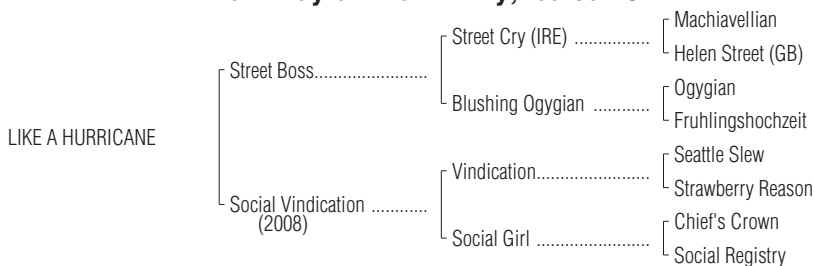 Machiavellian
Street Cry (IRE) ................
Helen Street (GB)
Street Boss........................
Ogygian
Blushing Ogygian ............
Fruhlingshochzeit
LIKE A HURRICANE
Seattle Slew
Vindication........................
Strawberry Reason
Social Vindication ............
(2008)
Chief's Crown
Social Girl ........................
Social Registry